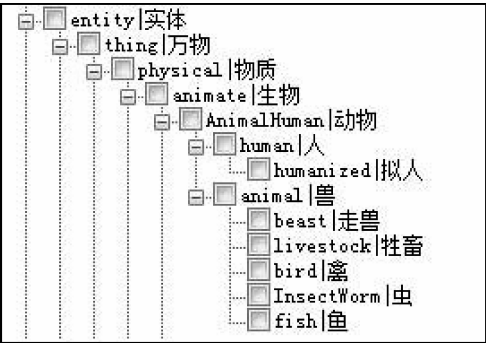 entity|实体
thing|万物
physical|物质
animate|生物
AnimalHuman|动物
human|人
humanized|拟人
animal|兽
beast|走兽
livestock|牲畜
bird|禽
InsectWorm|虫
fish|鱼